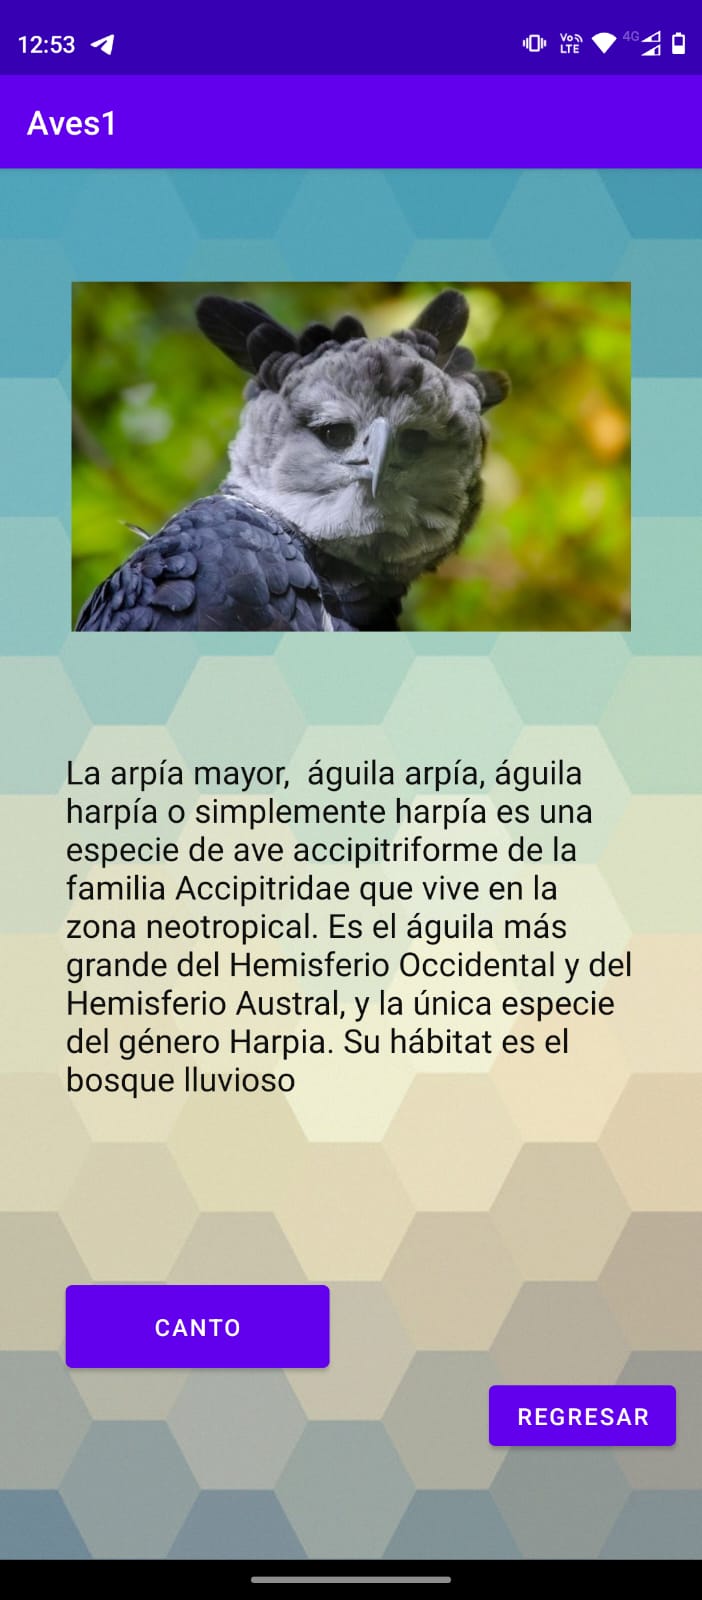 12:53
Vo
LTE
4G
Aves1
La arpía mayor,  águila arpía, águila
harpía o simplemente harpía es una
especie de ave accipitriforme de la
familia Accipitridae que vive en la
zona neotropical. Es el águila más
grande del Hemisferio Occidental y del
Hemisferio Austral, y la única especie
del género Harpia. Su hábitat es el
bosque lluvioso
CANTO
REGRESAR